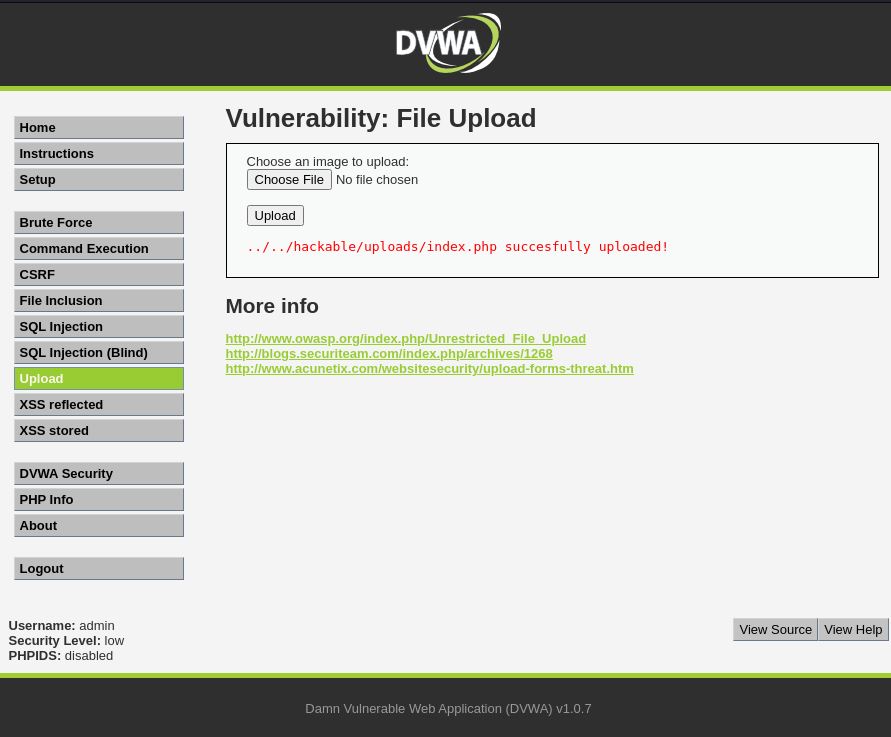 DVWA
Home
Instructions
Setup
Brute Force
Command Execution
CSRF
File Inclusion
SQL Injection
SQL Injection (Blind)
Upload
XSS reflected
XSS stored
DVWA Security
PHP Info
About
Logout
Vulnerability: File Upload
Choose an image to upload:
Choose File No file chosen
Upload
../../hackable/uploads/index.php succesfully uploaded!
More info
http://www.owasp.org/index.php/Unrestricted_File_Upload
http://blogs.securiteam.com/index.php/archives/1268
http://www.acunetix.com/websitesecurity/upload-forms-threat.htm
Username: admin
Security Level: low
PHPIDS: disabled
View Source View Help
Damn Vulnerable Web Application (DVWA) v1.0.7